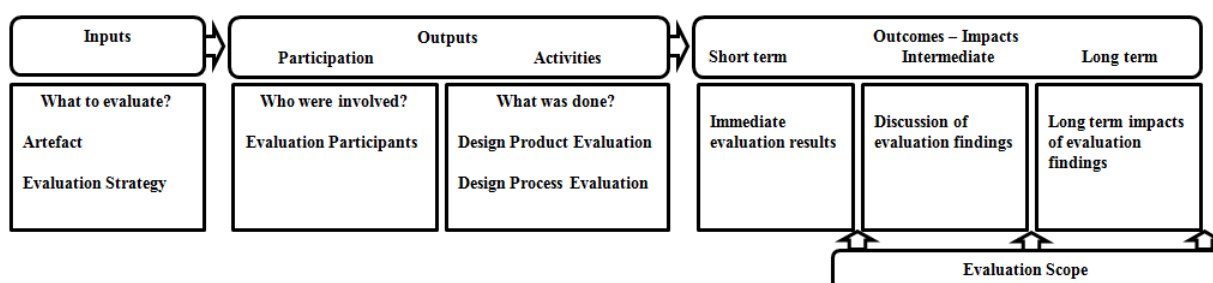 Inputs
Outputs
Participation
Activities
Outcomes – Impacts
Short term
Intermediate
Long term
What to evaluate?
Artefact
Evaluation Strategy
Who were involved?
Evaluation Participants
What was done?
Design Product Evaluation
Design Process Evaluation
Immediate
evaluation results
Discussion of
evaluation findings
Long term impacts
of evaluation
findings
Evaluation Scope